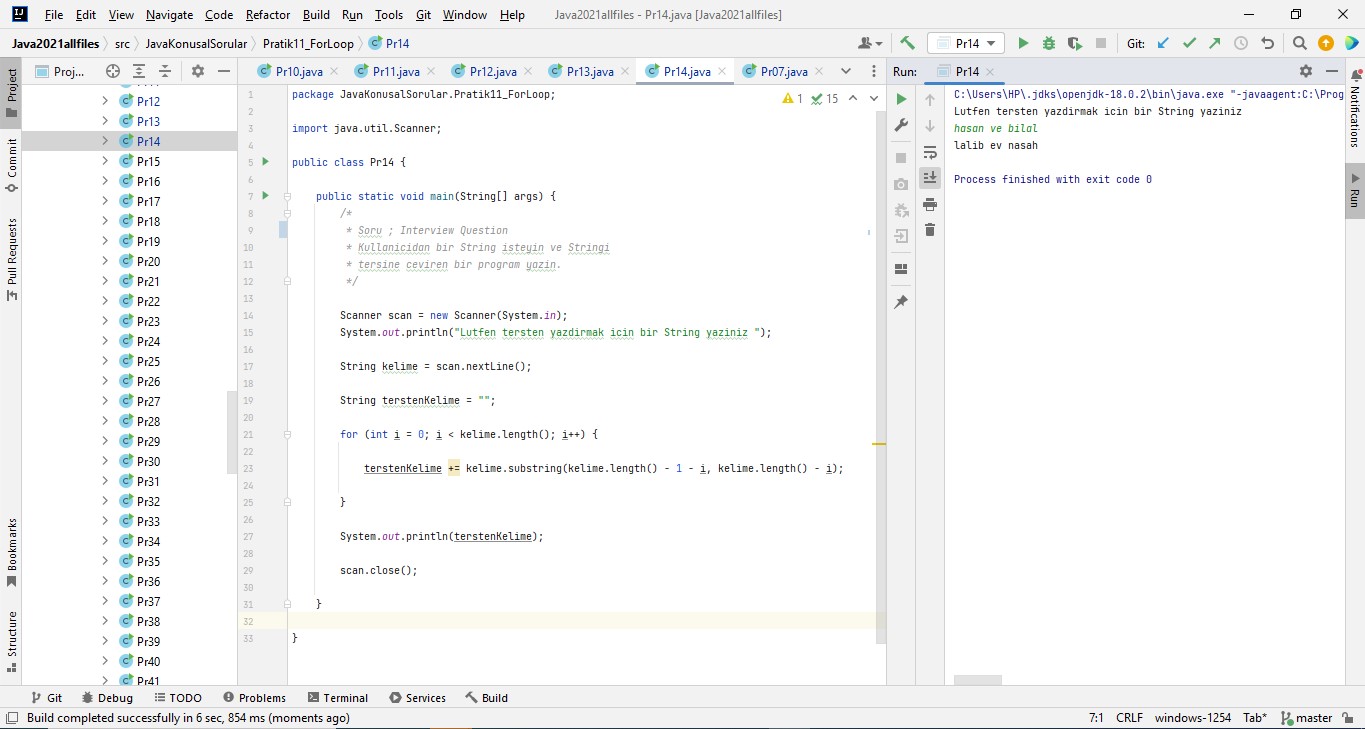 File Edit View Navigate Code Refactor Build Run Tools Git Window Help Java2021allfiles - Pr14.java [Java2021allfiles]
Java2021allfiles src JavaKonusalSorular Pratik11_ForLoop Pr14 Pr14 Git:
Project
Commit
Pull Requests
Bookmarks
Structure
Proj...
Pr12
Pr13
Pr14
Pr15
Pr16
Pr17
Pr18
Pr19
Pr20
Pr21
Pr22
Pr23
Pr24
Pr25
Pr26
Pr27
Pr28
Pr29
Pr30
Pr31
Pr32
Pr33
Pr34
Pr35
Pr36
Pr37
Pr38
Pr39
Pr40
Pr41
Pr10.java Pr11.java Pr12.java Pr13.java Pr14.java Pr07.java
1 package JavaKonusalSorular.Pratik11_ForLoop; 1 15
2
3 import java.util.Scanner;
4
5 public class Pr14 {
6
7 public static void main(String[] args) {
8 /*
9 * Soru ; Interview Question
10 * Kullanicidan bir String isteyin ve Stringi
11 * tersine ceviren bir program yazin.
12 */
13
14 Scanner scan = new Scanner(System.in);
15 System.out.println("Lutfen tersten yazdirmak icin bir String yaziniz ");
16
17 String kelime = scan.nextLine();
18
19 String terstenKelime = "";
20
21 for (int i = 0; i < kelime.length(); i++) {
22
23 terstenKelime += kelime.substring(kelime.length() - 1 - i, kelime.length() - i);
24
25 }
26
27 System.out.println(terstenKelime);
28
29 scan.close();
30
31 }
32
33 }
Run: Pr14
C:\Users\HP\.jdks\openjdk-18.0.2\bin\java.exe "-javaagent:C:\Prog
Lutfen tersten yazdirmak icin bir String yaziniz
hasan ve bilal
lalib ev nasah
Process finished with exit code 0
Notifications
Run
Git Debug TODO Problems Terminal Services Build
Build completed successfully in 6 sec, 854 ms (moments ago) 7:1 CRLF windows-1254 Tab* master